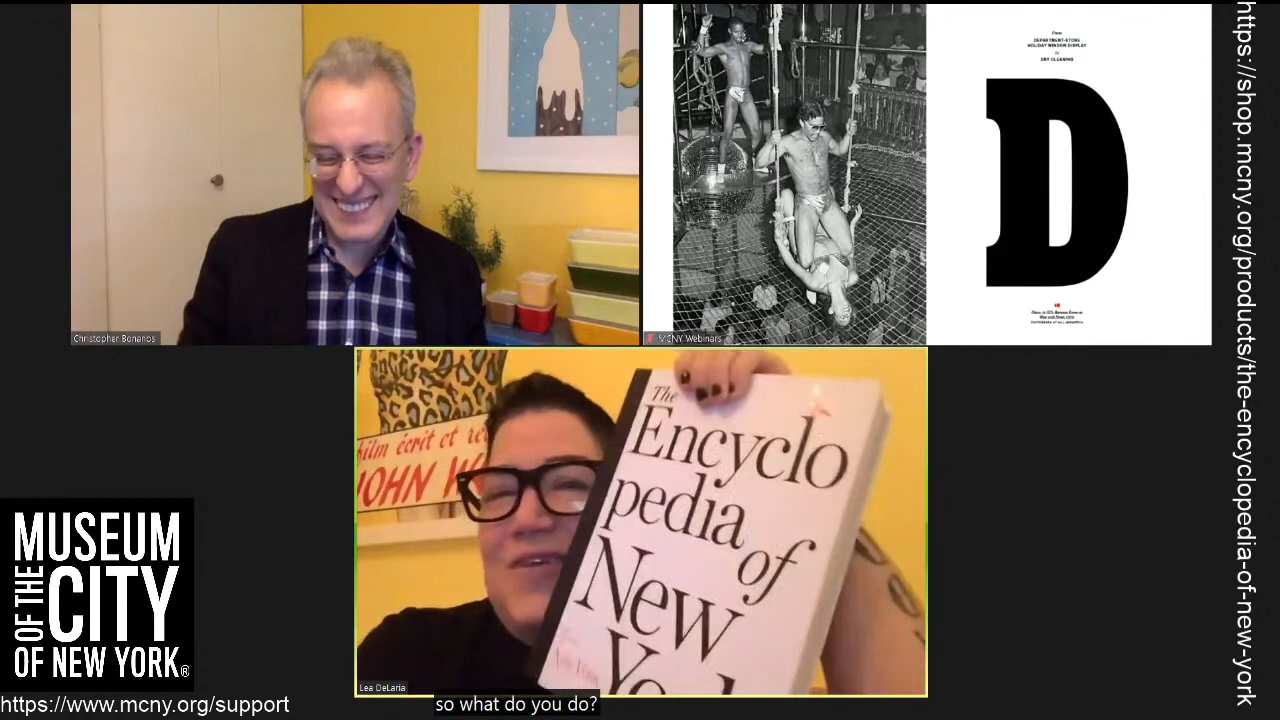 From
DEPARTMENT-STORE
HOLIDAY WINDOW DISPLAY
to
DRY CLEANING
D
Christopher Bonanos
MCNY Webinars
https://shop.mcny.org/products/the-encyclopedia-of-new-york
film écrit et
JOHN W
The
Encyclo
pedia
of
New
Lea DeLaria
MUSEUM
OF THE CITY
OF NEW YORK®
https://www.mcny.org/support
so what do you do?